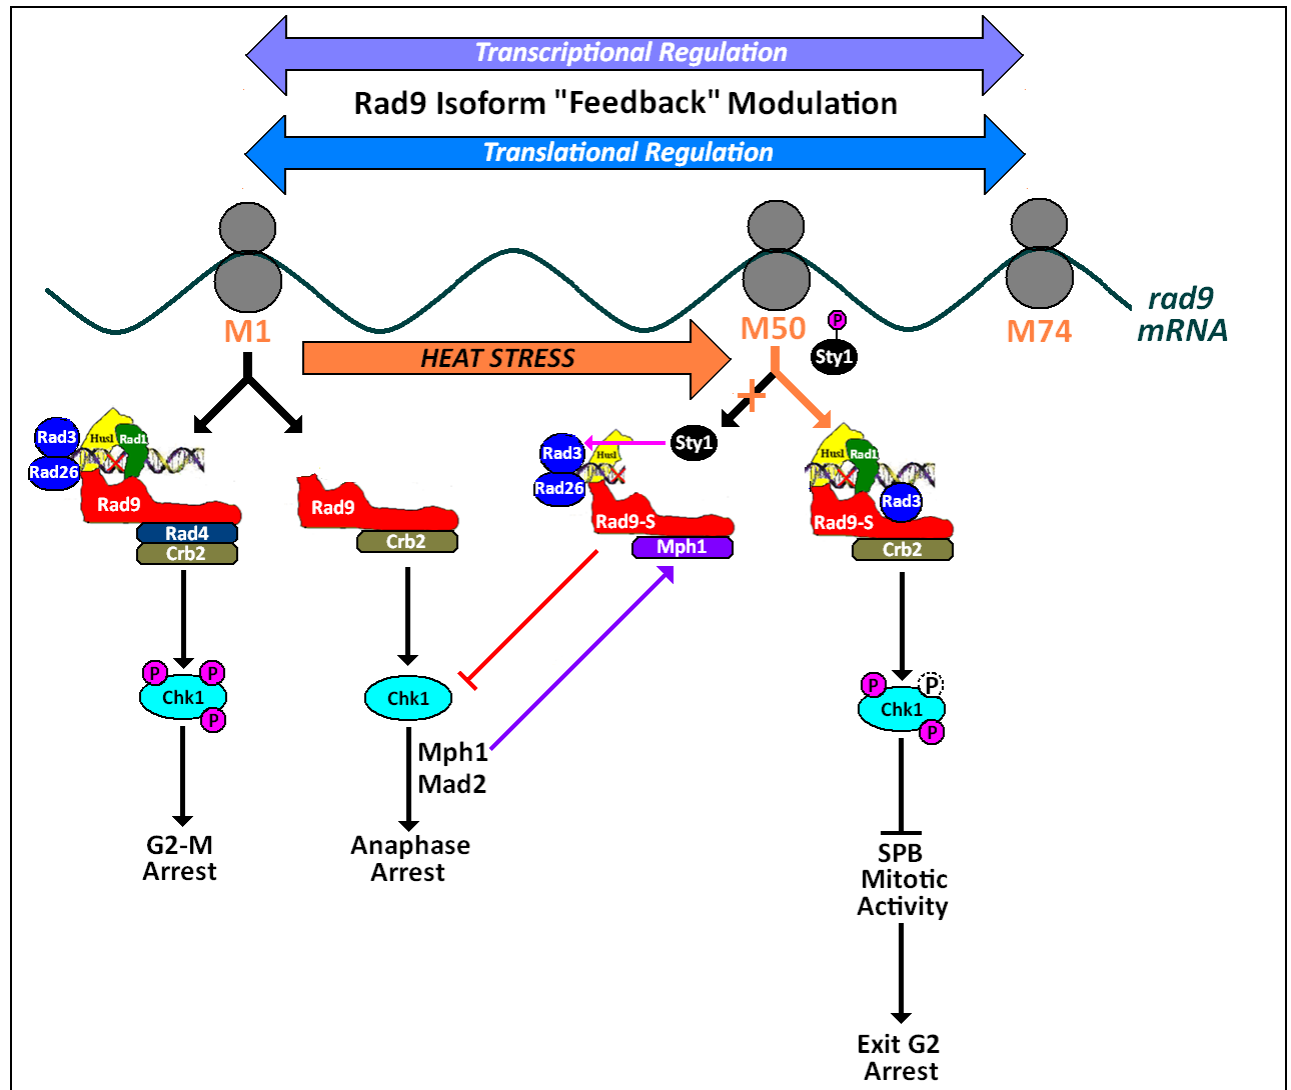 Transcriptional Regulation
Rad9 Isoform "Feedback" Modulation
Translational Regulation
M1
M50
M74
rad9
mRNA
P
Sty1
HEAT STRESS
Rad3
Rad26
Hus1
Rad1
Rad9
Rad4
Crb2
Rad9
Crb2
Sty1
Rad3
Rad26
Hus1
Rad9-S
Mph1
Hus1
Rad1
Rad3
Rad9-S
Crb2
P
P
Chk1
P
Chk1
P
P
Chk1
P
Mph1
Mad2
G2-M
Arrest
Anaphase
Arrest
SPB
Mitotic
Activity
Exit G2
Arrest